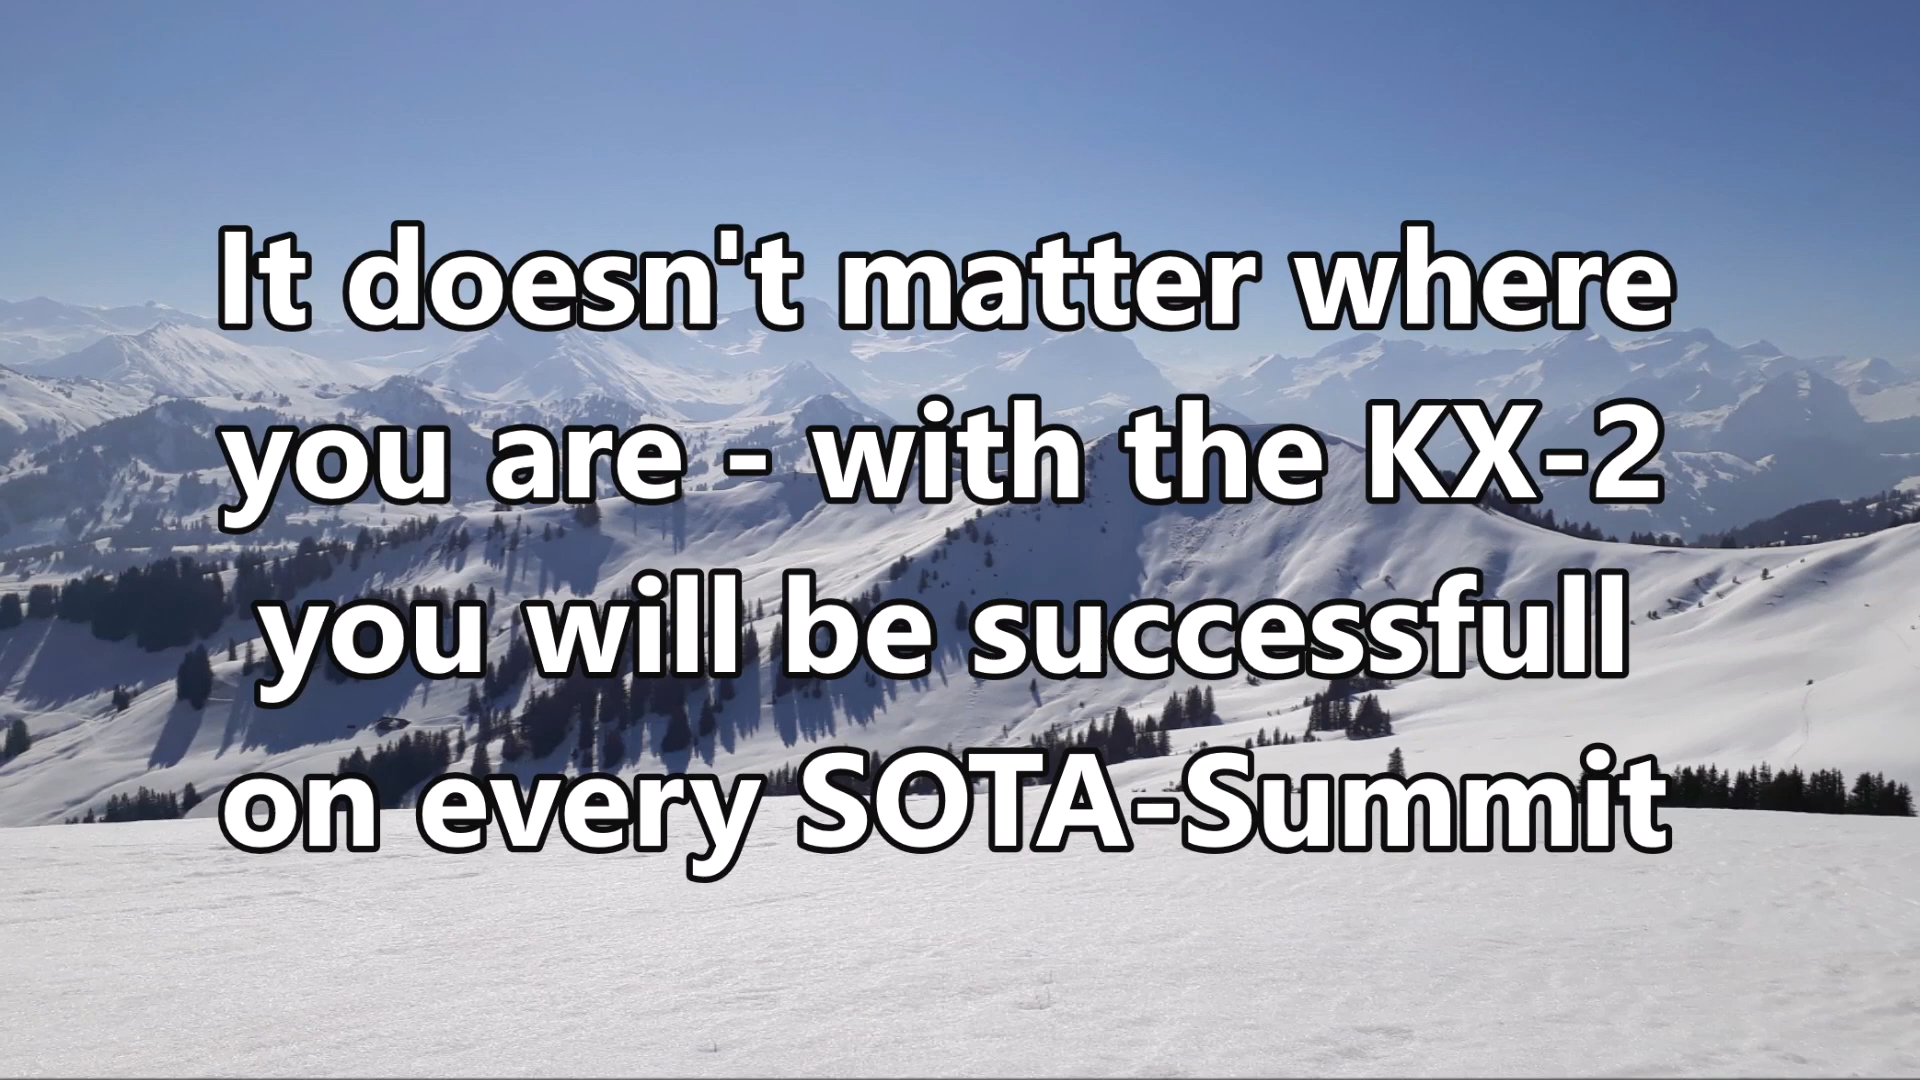 It doesn't matter where
you are - with the KX-2
you will be successfull
on every SOTA-Summit